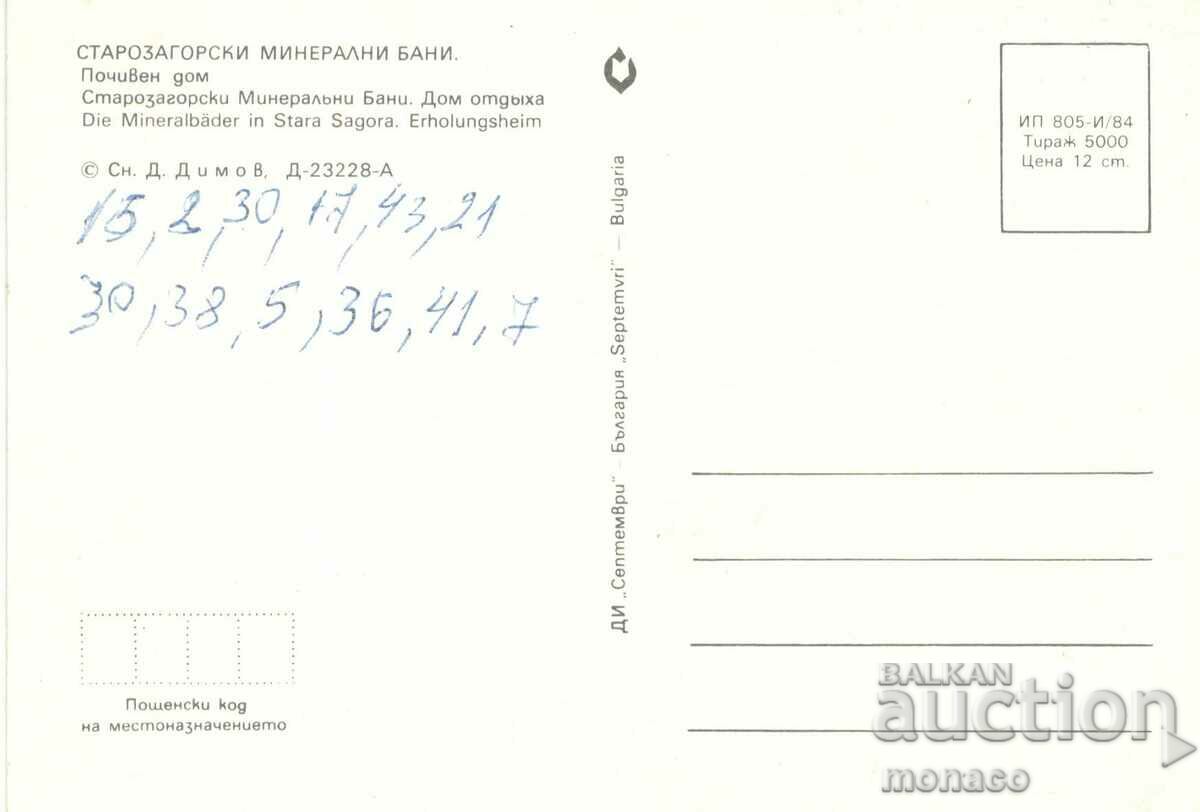 СТАРОЗАГОРСКИ МИНЕРАЛНИ БАНИ.
Почивен дом
Старозагорски Минеральни Бани. Дом отдыха
Die Mineralbäder in Stara Sagora. Erholungsheim
© Сн. Д. Димов, Д-23228-А
15, 2, 30, 17, 43, 21
30, 38, 5, 36, 41, 7
Пощенски код
на местоназначението
ДИ „Септември" – България „Septemvri" – Bulgaria
ИП 805-И/84
Тираж 5000
Цена 12 ст.
BALKAN
auction
monaco